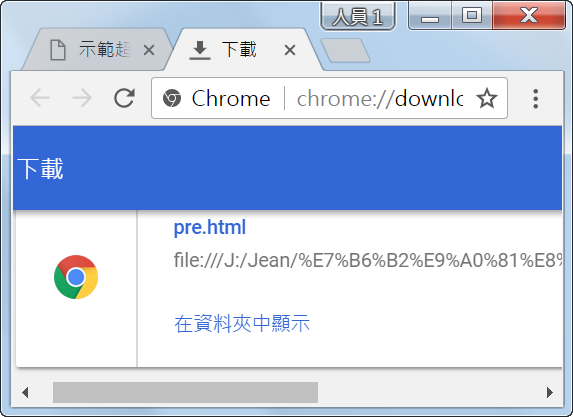 人員 1
示範超
下載
Chrome
chrome://downlo
下載
pre.html
file:///J:/Jean/%E7%B6%B2%E9%A0%81%E8%
在資料夾中顯示